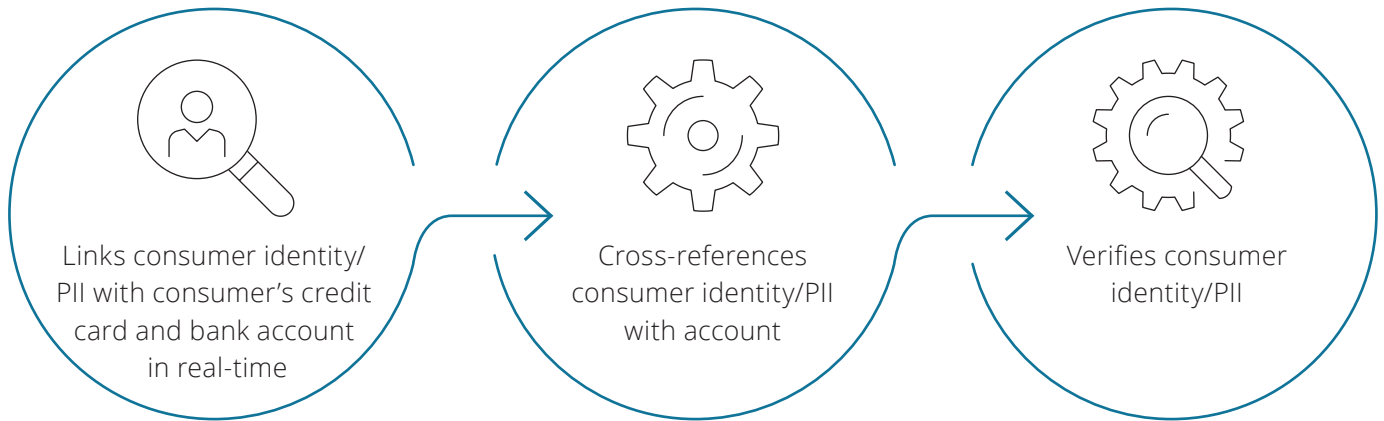 Links consumer identity/
PII with consumer’s credit
card and bank account
in real-time
Cross-references
consumer identity/PII
with account
Verifies consumer
identity/PII